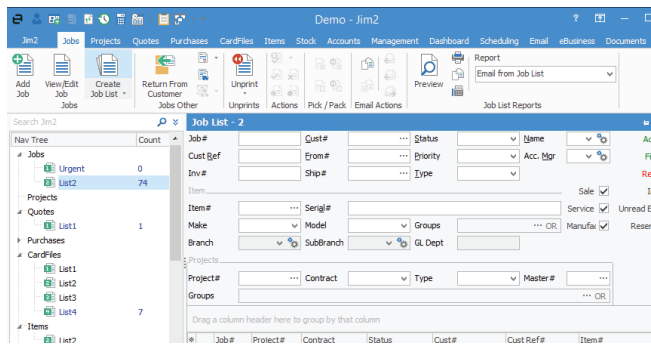 Demo - Jim2
Jim2 Jobs Projects Quotes Purchases CardFiles Items Stock Accounts Management Dashboard Scheduling Email eBusiness Documents
Add Job
View/Edit Job
Create Job List
Return From Customer
Unprint
Preview
Report
Email from Job List
Jobs Jobs Other Unprints Actions Pick / Pack Email Actions Job List Reports
Search Jim2
Nav Tree Count
Jobs
Urgent 0
List2 74
Projects
Quotes
List1 1
Purchases
CardFiles
List1
List2
List3
List4 7
Items
List2
Job List - 2
Job# Cust# Status Name
Cust Ref From# Priority Acc. Mgr
Inv# Ship# Type
Item
Sale
Item# Serial# Service Unread E
Make Model Groups OR Manufac Reser
Branch SubBranch GL Dept
Projects
Project# Contract Type Master#
Groups OR
Drag a column header here to group by that column
Job# Project# Contract Status Cust# Cust Ref# Item#